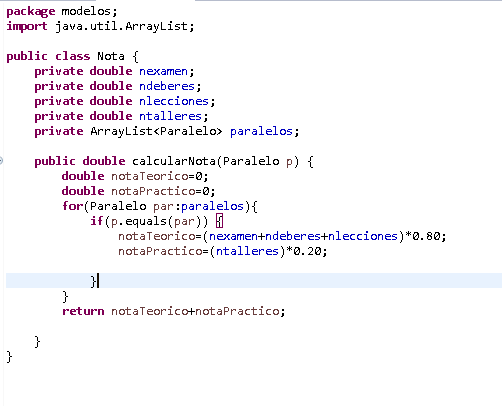 package modelos;
import java.util.ArrayList;
public class Nota {
private double nexamen;
private double ndeberes;
private double nlecciones;
private double ntalleres;
private ArrayList<Paralelo> paralelos;
public double calcularNota(Paralelo p) {
double notaTeorico=0;
double notaPractico=0;
for(Paralelo par:paralelos){
if(p.equals(par)) {
notaTeorico=(nexamen+ndeberes+nlecciones)*0.80;
notaPractico=(ntalleres)*0.20;
}
}
return notaTeorico+notaPractico;
}
}